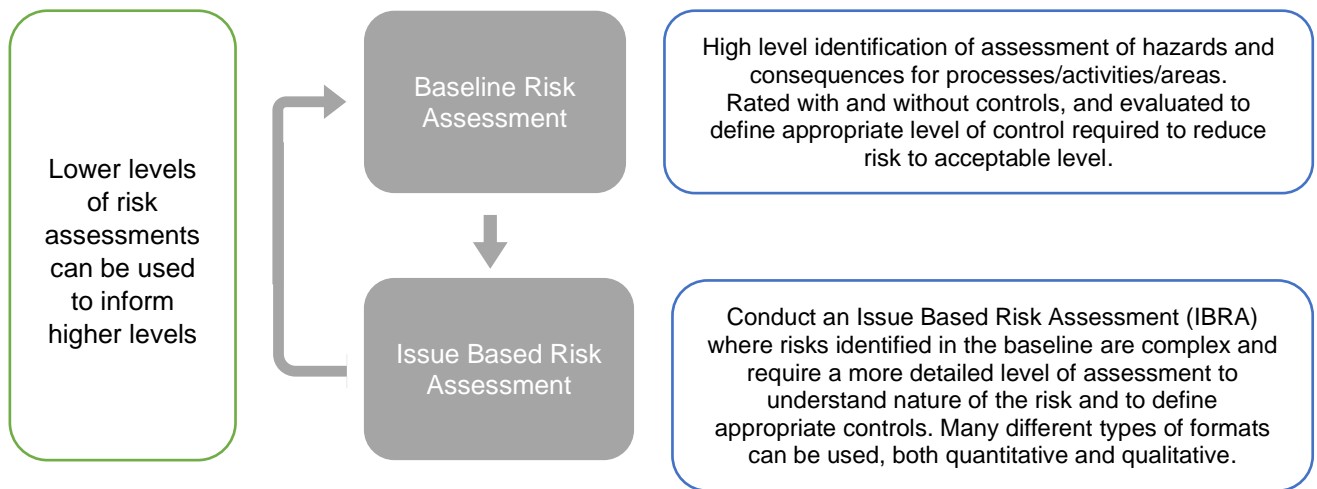 Lower levels
of risk
assessments
can be used
to inform
higher levels
Baseline Risk
Assessment
High level identification of assessment of hazards and
consequences for processes/activities/areas.
Rated with and without controls, and evaluated to
define appropriate level of control required to reduce
risk to acceptable level.
Issue Based Risk
Assessment
Conduct an Issue Based Risk Assessment (IBRA)
where risks identified in the baseline are complex and
require a more detailed level of assessment to
understand nature of the risk and to define
appropriate controls. Many different types of formats
can be used, both quantitative and qualitative.